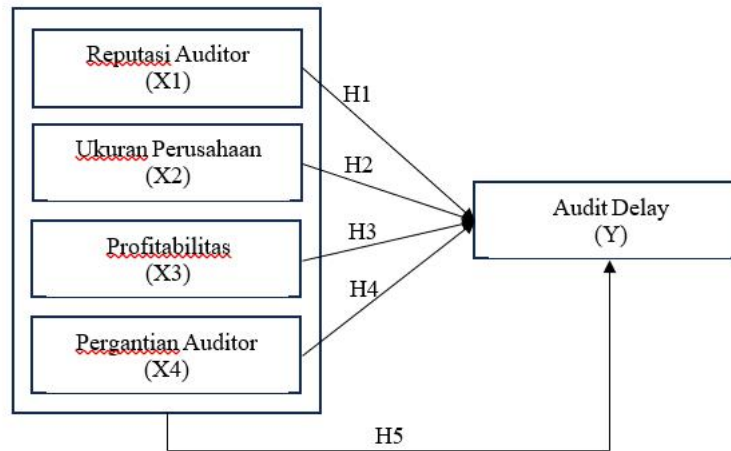 Reputasi Auditor
(X1)
H1
Ukuran Perusahaan
(X2)
H2
Audit Delay
(Y)
Profitabilitas
(X3)
H3
H4
Pergantian Auditor
(X4)
H5